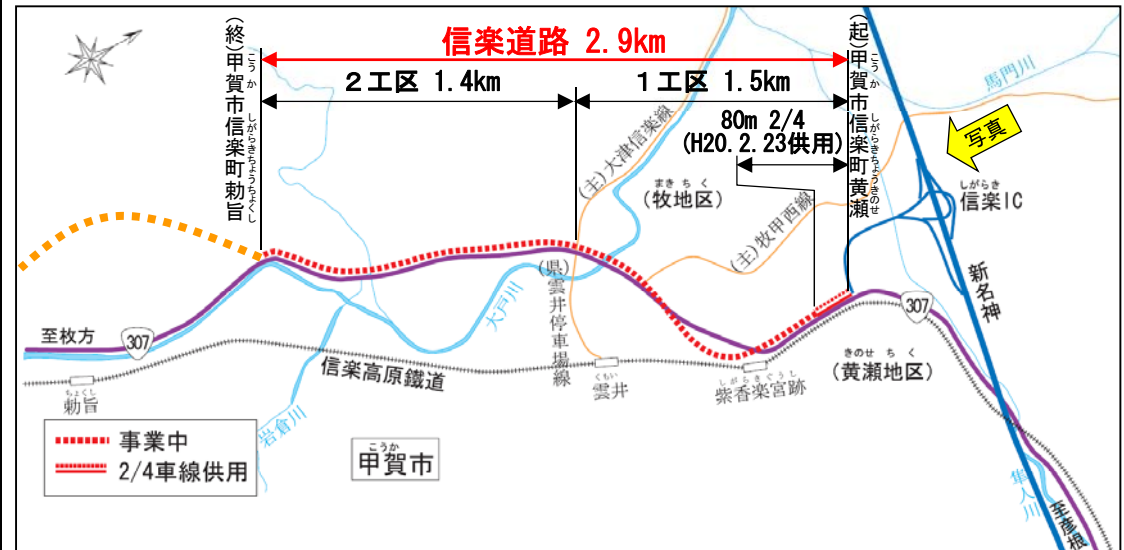 信楽道路 2.9km
2工区 1.4km
1工区 1.5km
80m 2/4
(H20.2.23供用)
(終)甲賀市信楽町勅旨
こうか
しがらきちょうちょくし
(起)甲賀市信楽町黄瀬
こうか
しがらきちょうきのせ
馬門川
写真
しがらき
信楽IC
(主)大津信楽線
まきちく
(牧地区)
(主)牧甲西線
新名神
大戸川
(県)雲井停車場線
307
至枚方
307
きのせちく
(黄瀬地区)
信楽高原鐵道
ちょくし
勅旨
くもい
雲井
しがらきぐうし
紫香楽宮跡
岩倉川
こうか
甲賀市
隼人川
至彦根
事業中
2/4車線供用